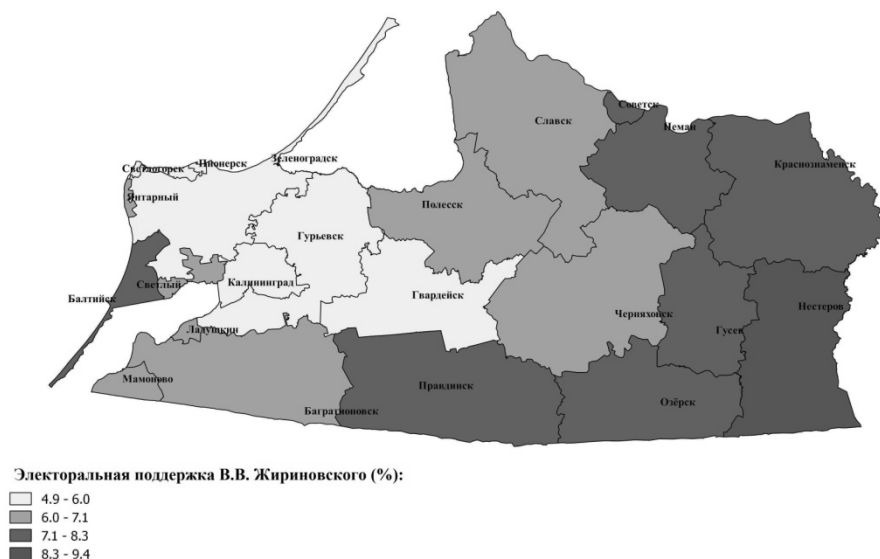 Советск
Славск
Неман
Светлогорск
Пионерск
Зеленоградск
Краснознаменск
Янтарный
Полесск
Гурьевск
Светлый
Калининград
Гвардейск
Балтийск
Нестеров
Черняховск
Гусев
Ладушкин
Мамоново
Правдинск
Озёрск
Багратионовск
Электоральная поддержка В.В. Жириновского (%):
4.9 - 6.0
6.0 - 7.1
7.1 - 8.3
8.3 - 9.4